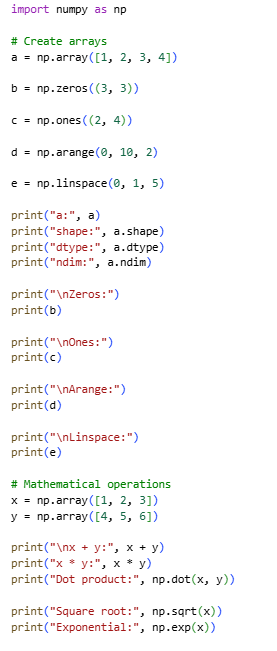 import numpy as np
# Create arrays
a = np.array([1, 2, 3, 4])
b = np.zeros((3, 3))
c = np.ones((2, 4))
d = np.arange(0, 10, 2)
e = np.linspace(0, 1, 5)
print("a:", a)
print("shape:", a.shape)
print("dtype:", a.dtype)
print("ndim:", a.ndim)
print("\nZeros:")
print(b)
print("\nOnes:")
print(c)
print("\nArange:")
print(d)
print("\nLinspace:")
print(e)
# Mathematical operations
x = np.array([1, 2, 3])
y = np.array([4, 5, 6])
print("\nx + y:", x + y)
print("x * y:", x * y)
print("Dot product:", np.dot(x, y))
print("Square root:", np.sqrt(x))
print("Exponential:", np.exp(x))